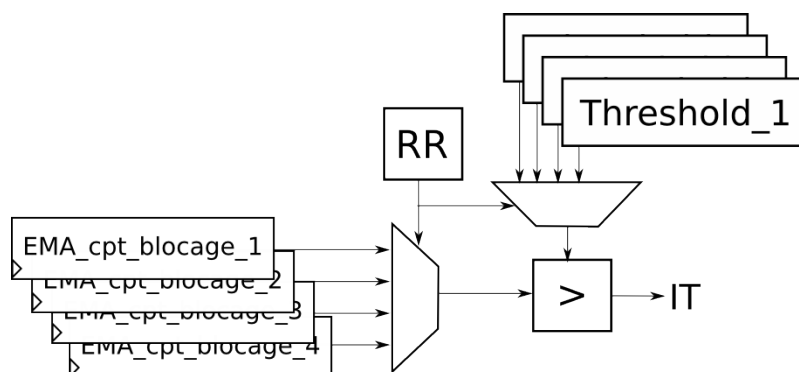 Threshold_1
RR
EMA_cpt_blocage_1
EMA_cpt_blocage_2
EMA_cpt_blocage_3
EMA_cpt_blocage_4
>
IT